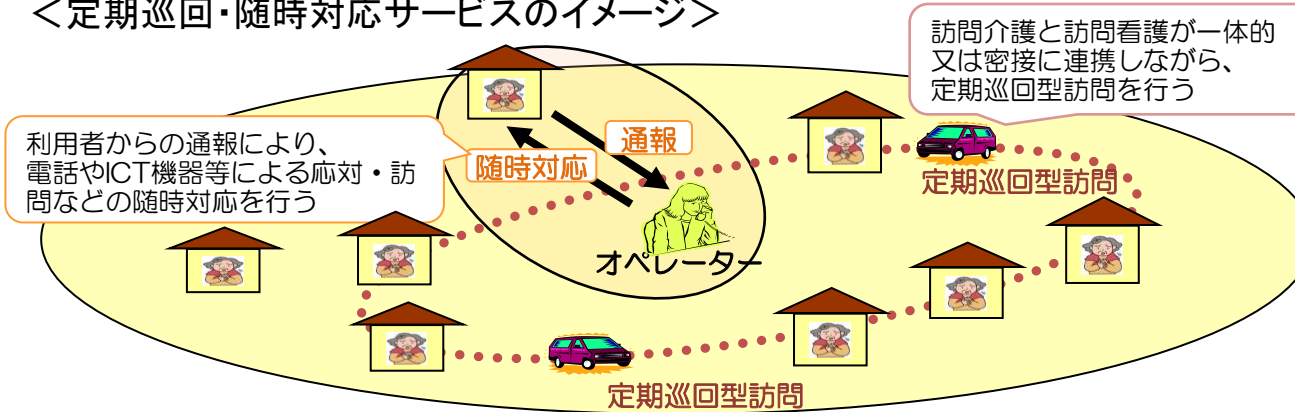 ＜定期巡回・随時対応サービスのイメージ＞
訪問介護と訪問看護が一体的
又は密接に連携しながら、
定期巡回型訪問を行う
利用者からの通報により、
電話やICT機器等による応対・訪
問などの随時対応を行う
通報
随時対応
定期巡回型訪問
オペレーター
定期巡回型訪問